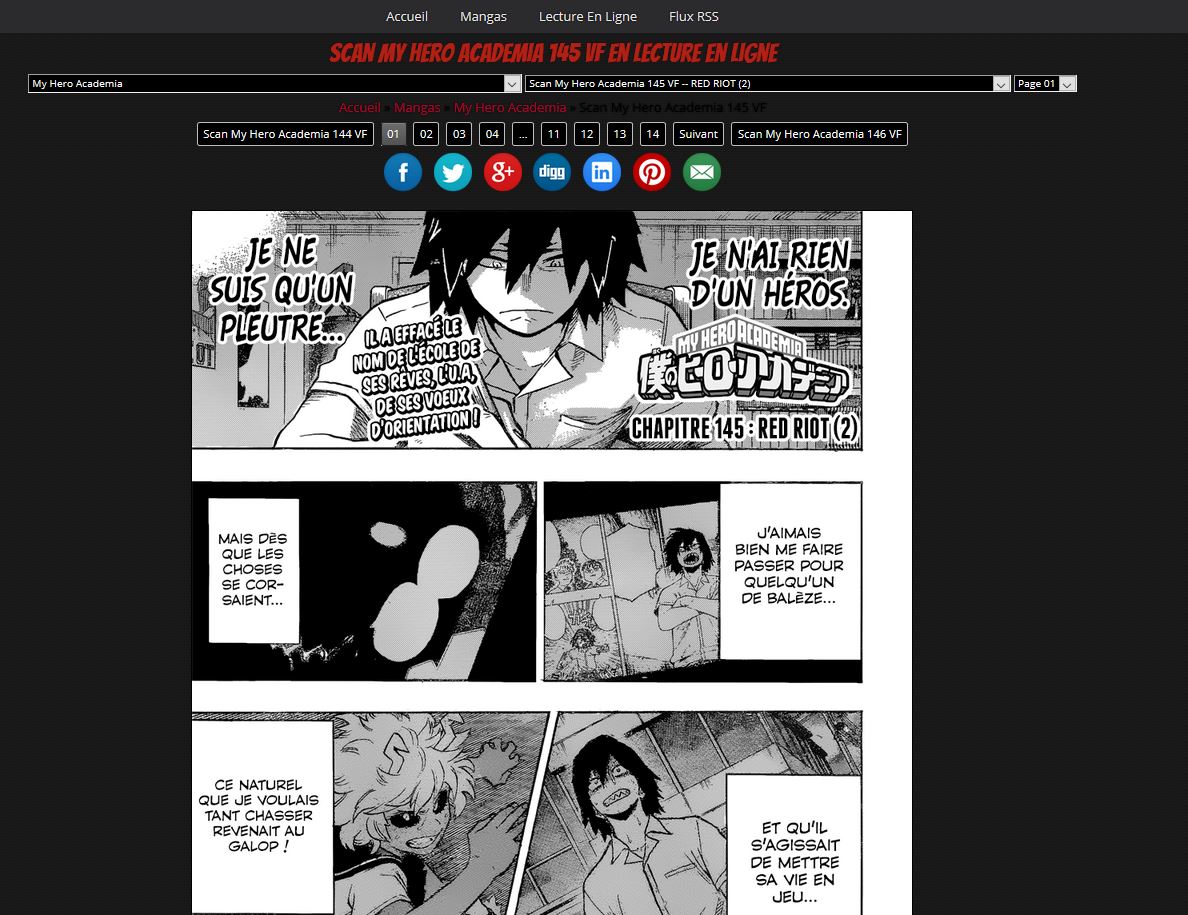 Accueil Mangas Lecture En Ligne Flux RSS
SCAN MY HERO ACADEMIA 145 VF EN LECTURE EN LIGNE
My Hero Academia Scan My Hero Academia 145 VF -- RED RIOT (2) Page 01
Accueil » Mangas » My Hero Academia » Scan My Hero Academia 145 VF
Scan My Hero Academia 144 VF 01 02 03 04 ... 11 12 13 14 Suivant Scan My Hero Academia 146 VF
f g+ digg in
JE NE
SUIS QU'UN
PLEUTRE...
JE N'AI RIEN
D'UN HÉROS.
IL A EFFACÉ LE
NOM DE L'ÉCOLE DE
SES RÊVES, L'U.A,
DE SES VOEUX
D'ORIENTATION !
MY HERO ACADEMIA
僕のヒーローアカデミア
CHAPITRE 145 : RED RIOT (2)
J'AIMAIS
BIEN ME FAIRE
PASSER POUR
QUELQU'UN
DE BALÈZE...
MAIS DÈS
QUE LES
CHOSES
SE COR-
SAIENT...
ET QU'IL
S'AGISSAIT
DE METTRE
SA VIE EN
JEU...
CE NATUREL
QUE JE VOULAIS
TANT CHASSER
REVENAIT AU
GALOP !